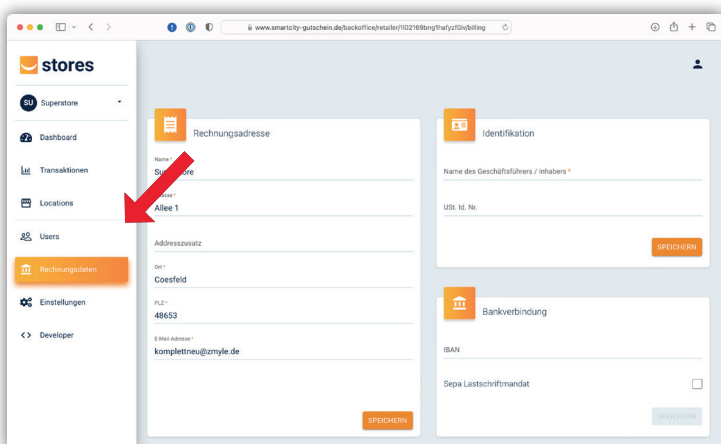 www.smartcity-gutschein.de/backoffice/retailer/1l02169bng1hafyzf0iv/billing
stores
SU Superstore
Dashboard
Transaktionen
Locations
Users
Rechnungsdaten
Einstellungen
Developer
Rechnungsadresse
Name *
Allee 1
Addresszusatz
Ort *
Coesfeld
PLZ *
48653
E-Mail-Adresse *
komplettneu@zmyle.de
SPEICHERN
Identifikation
Name des Geschäftsführers / Inhabers *
USt. Id. Nr.
SPEICHERN
Bankverbindung
IBAN
Sepa Lastschriftmandat
SPEICHERN